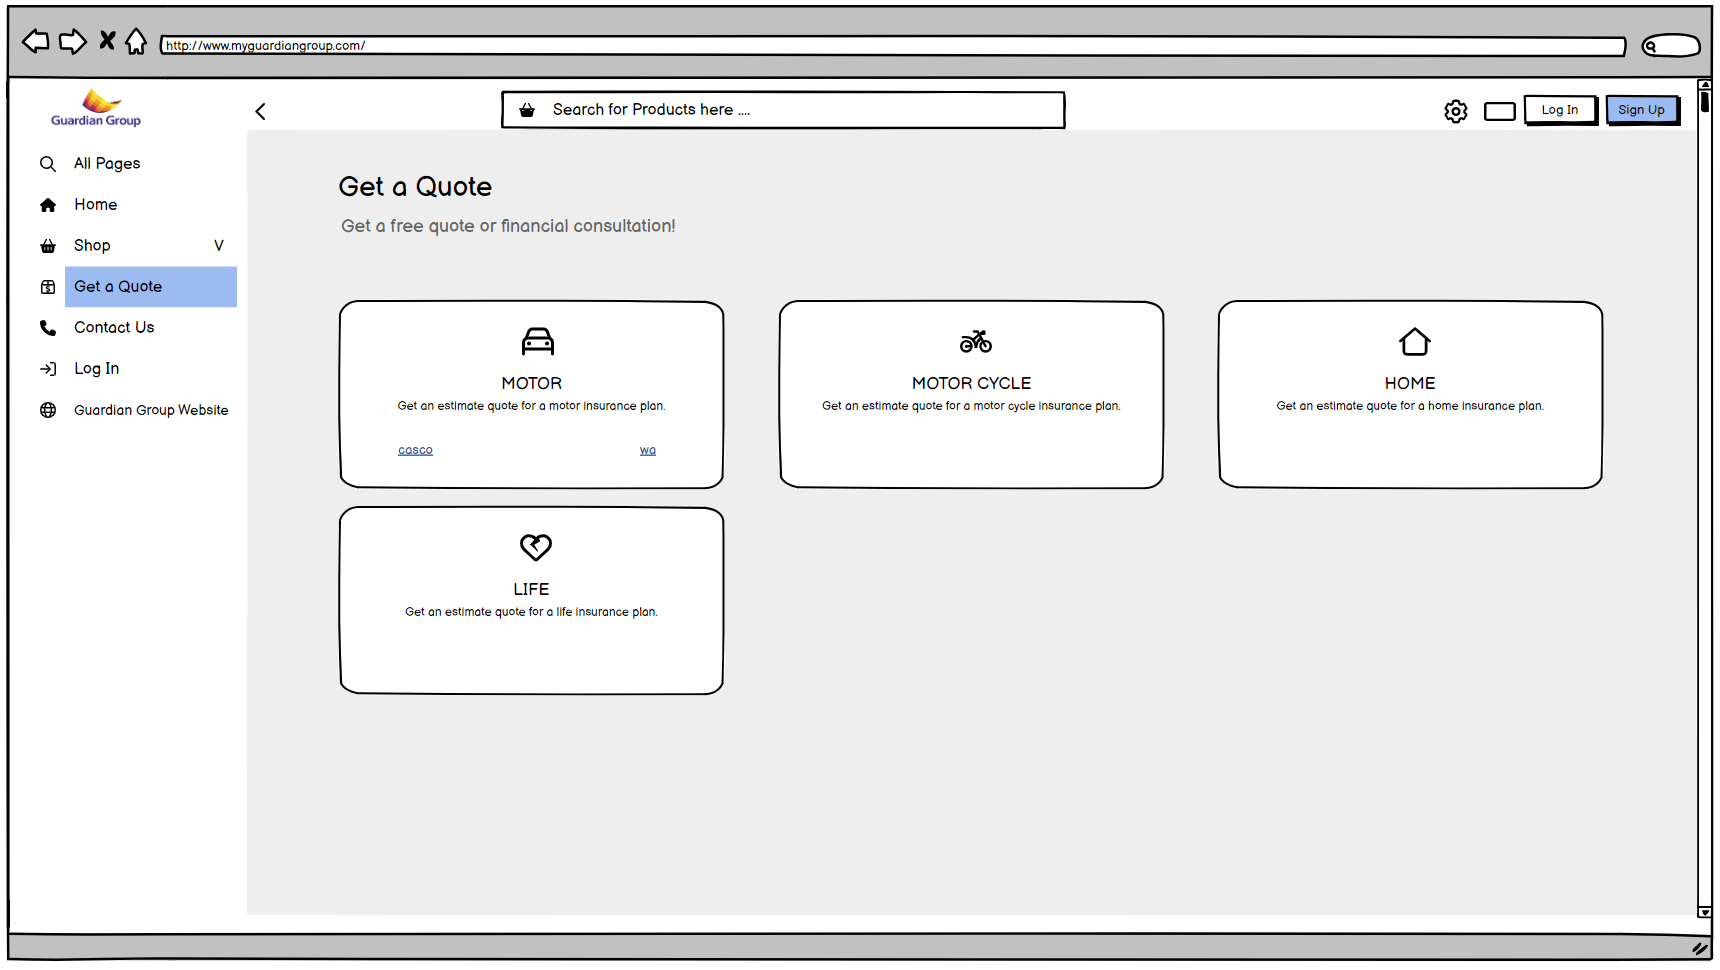 http://www.myguardiangroup.com/
Guardian Group
Search for Products here ....
Log In
Sign Up
All Pages
Home
Shop
V
Get a Quote
Contact Us
Log In
Guardian Group Website
Get a Quote
Get a free quote or financial consultation!
MOTOR
Get an estimate quote for a motor insurance plan.
casco
wa
MOTOR CYCLE
Get an estimate quote for a motor cycle insurance plan.
HOME
Get an estimate quote for a home insurance plan.
LIFE
Get an estimate quote for a life insurance plan.